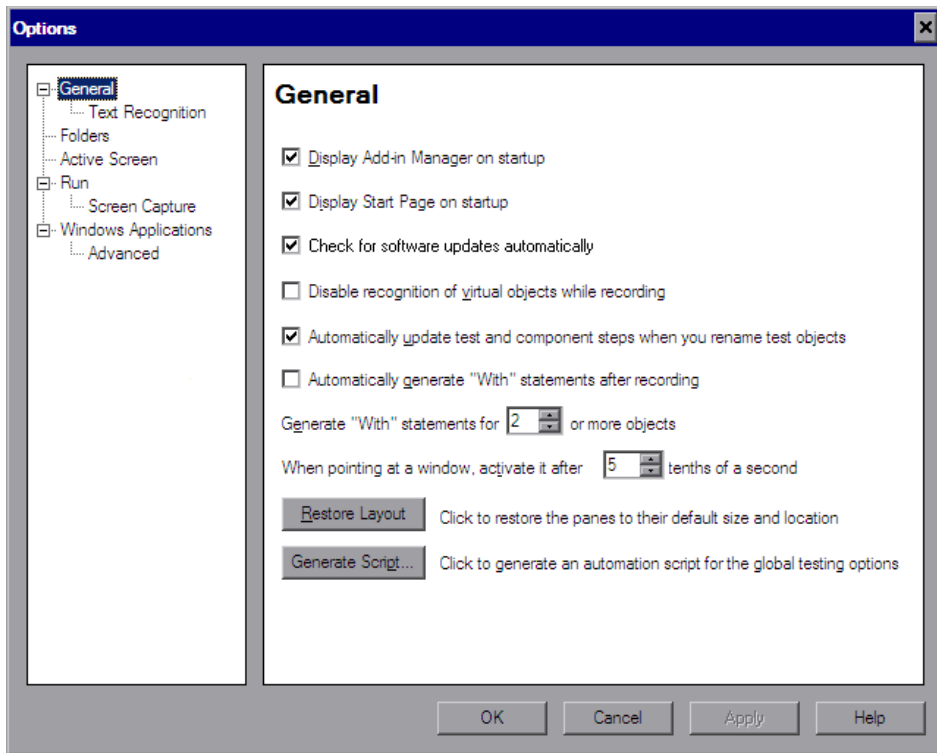 Options
General
Text Recognition
Folders
Active Screen
Run
Screen Capture
Windows Applications
Advanced
General
Display Add-in Manager on startup
Display Start Page on startup
Check for software updates automatically
Disable recognition of virtual objects while recording
Automatically update test and component steps when you rename test objects
Automatically generate "With" statements after recording
Generate "With" statements for 2 or more objects
When pointing at a window, activate it after 5 tenths of a second
Restore Layout Click to restore the panes to their default size and location
Generate Script... Click to generate an automation script for the global testing options
OK Cancel Apply Help